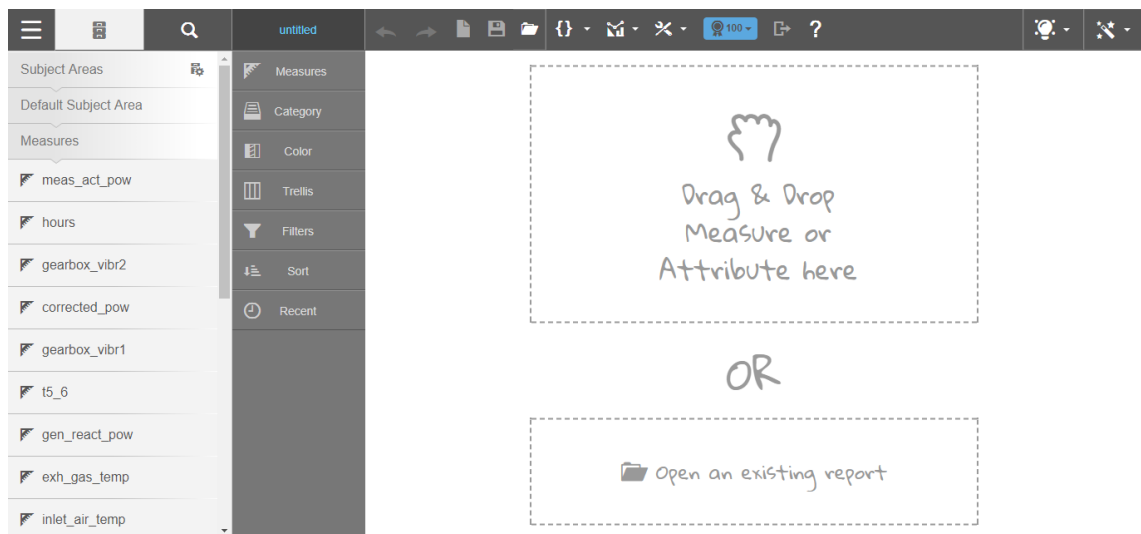 untitled
{}
100
?
Subject Areas
Default Subject Area
Measures
meas_act_pow
hours
gearbox_vibr2
corrected_pow
gearbox_vibr1
t5_6
gen_react_pow
exh_gas_temp
inlet_air_temp
Measures
Category
Color
Trellis
Filters
Sort
Recent
Drag & Drop
Measure or
Attribute here
OR
Open an existing report